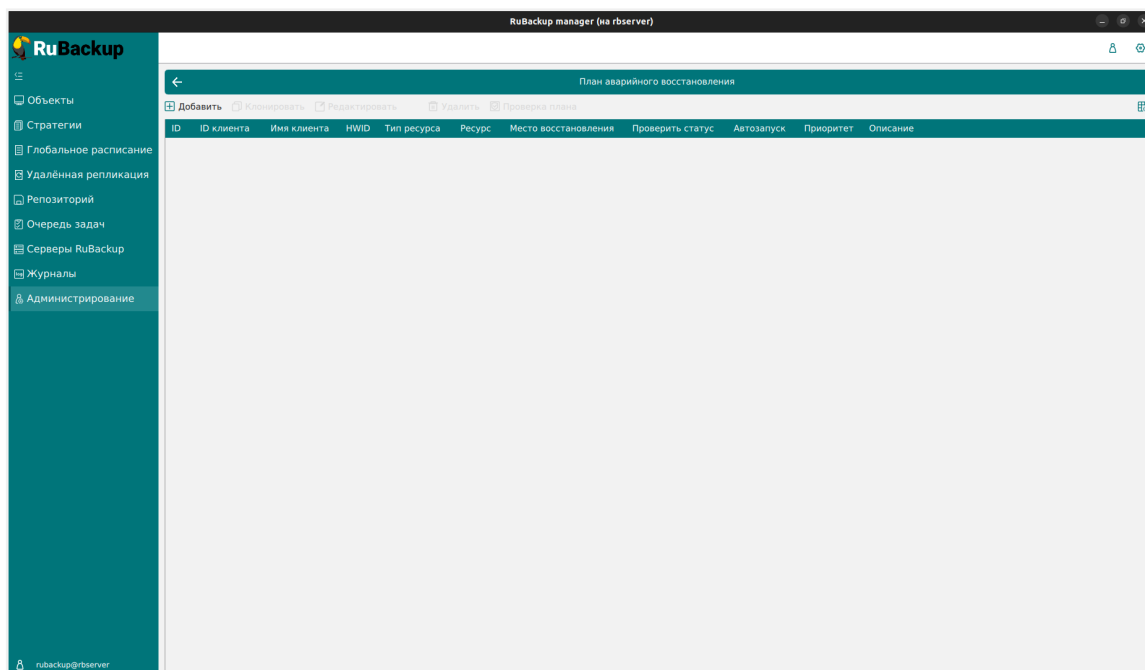 RuBackup manager (на rbserver)
RuBackup
План аварийного восстановления
Добавить Клонировать Редактировать Удалить Проверка плана
ID ID клиента Имя клиента HWID Тип ресурса Ресурс Место восстановления Проверить статус Автозапуск Приоритет Описание
Объекты
Стратегии
Глобальное расписание
Удалённая репликация
Репозиторий
Очередь задач
Серверы RuBackup
Журналы
Администрирование
rubackup@rbserver